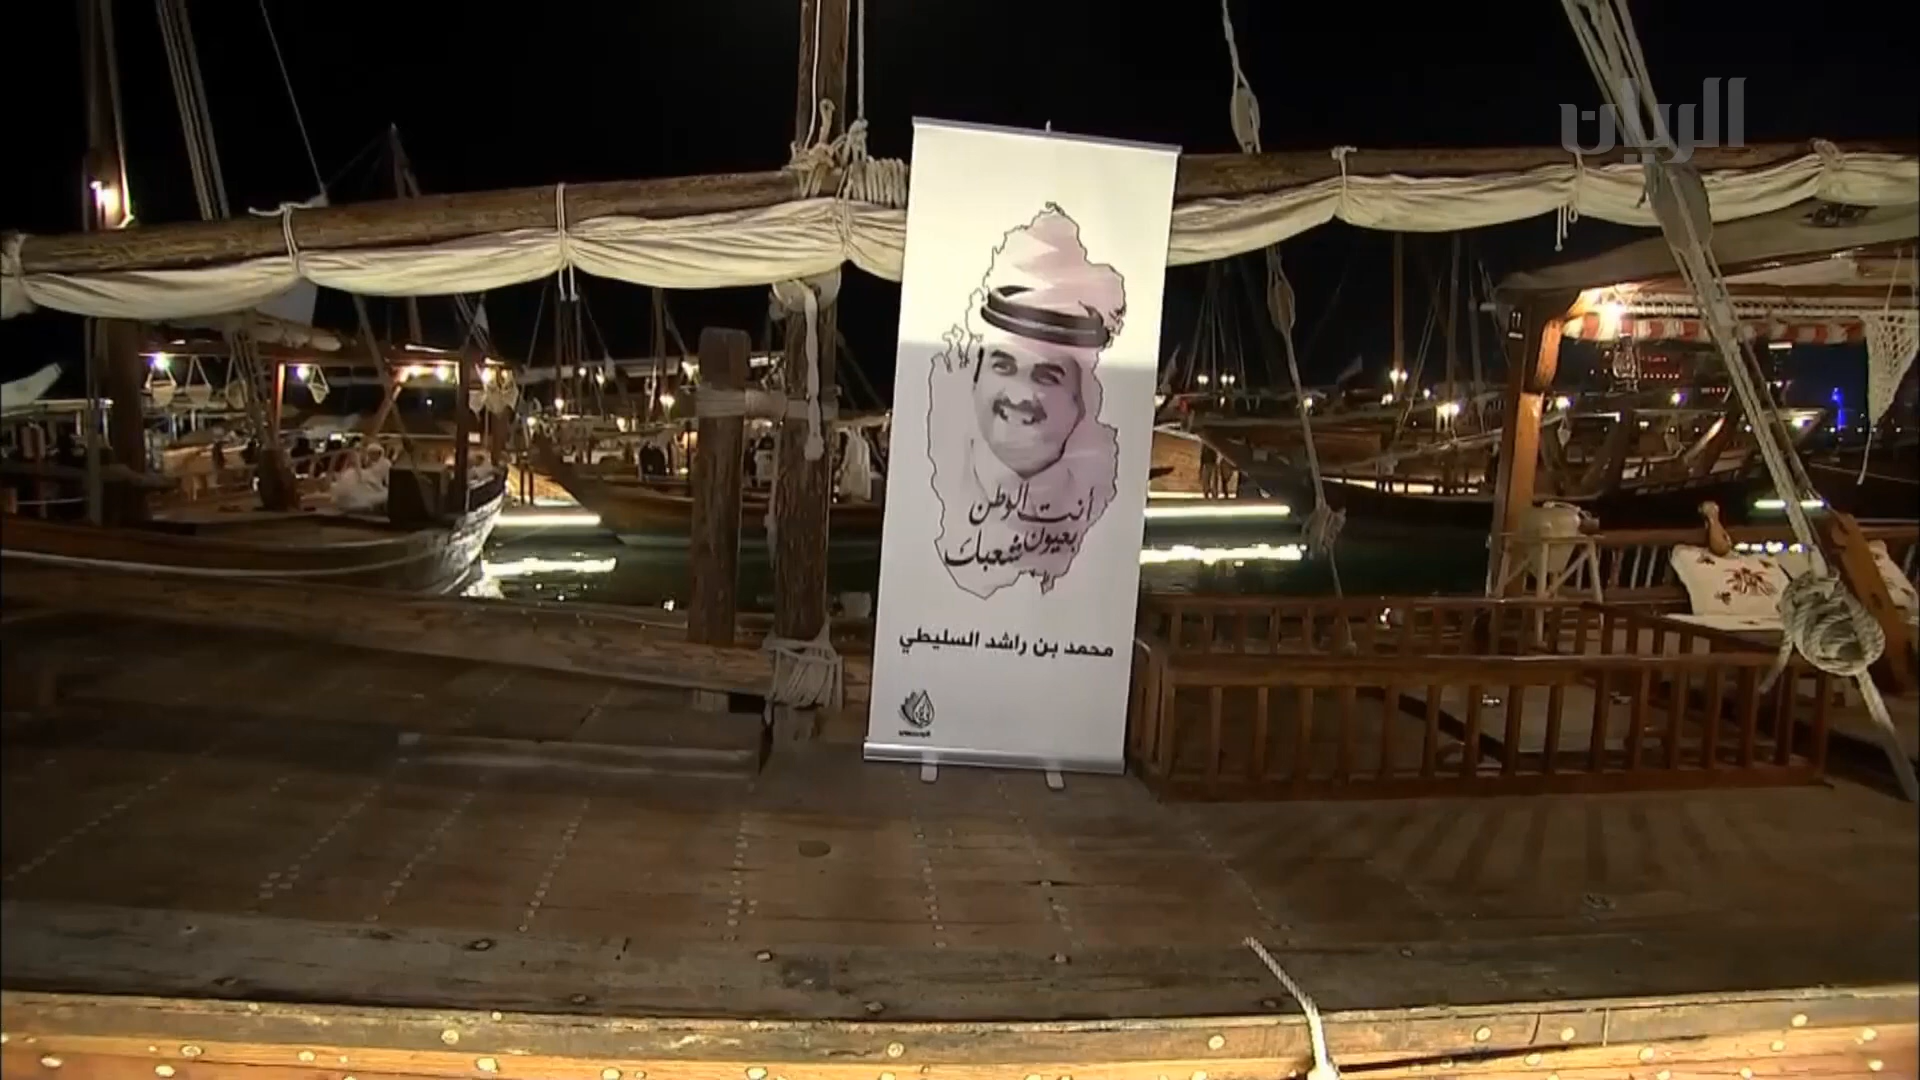 الريان
أنت الوطن
بعيون
شعبك
محمد بن راشد السليطي